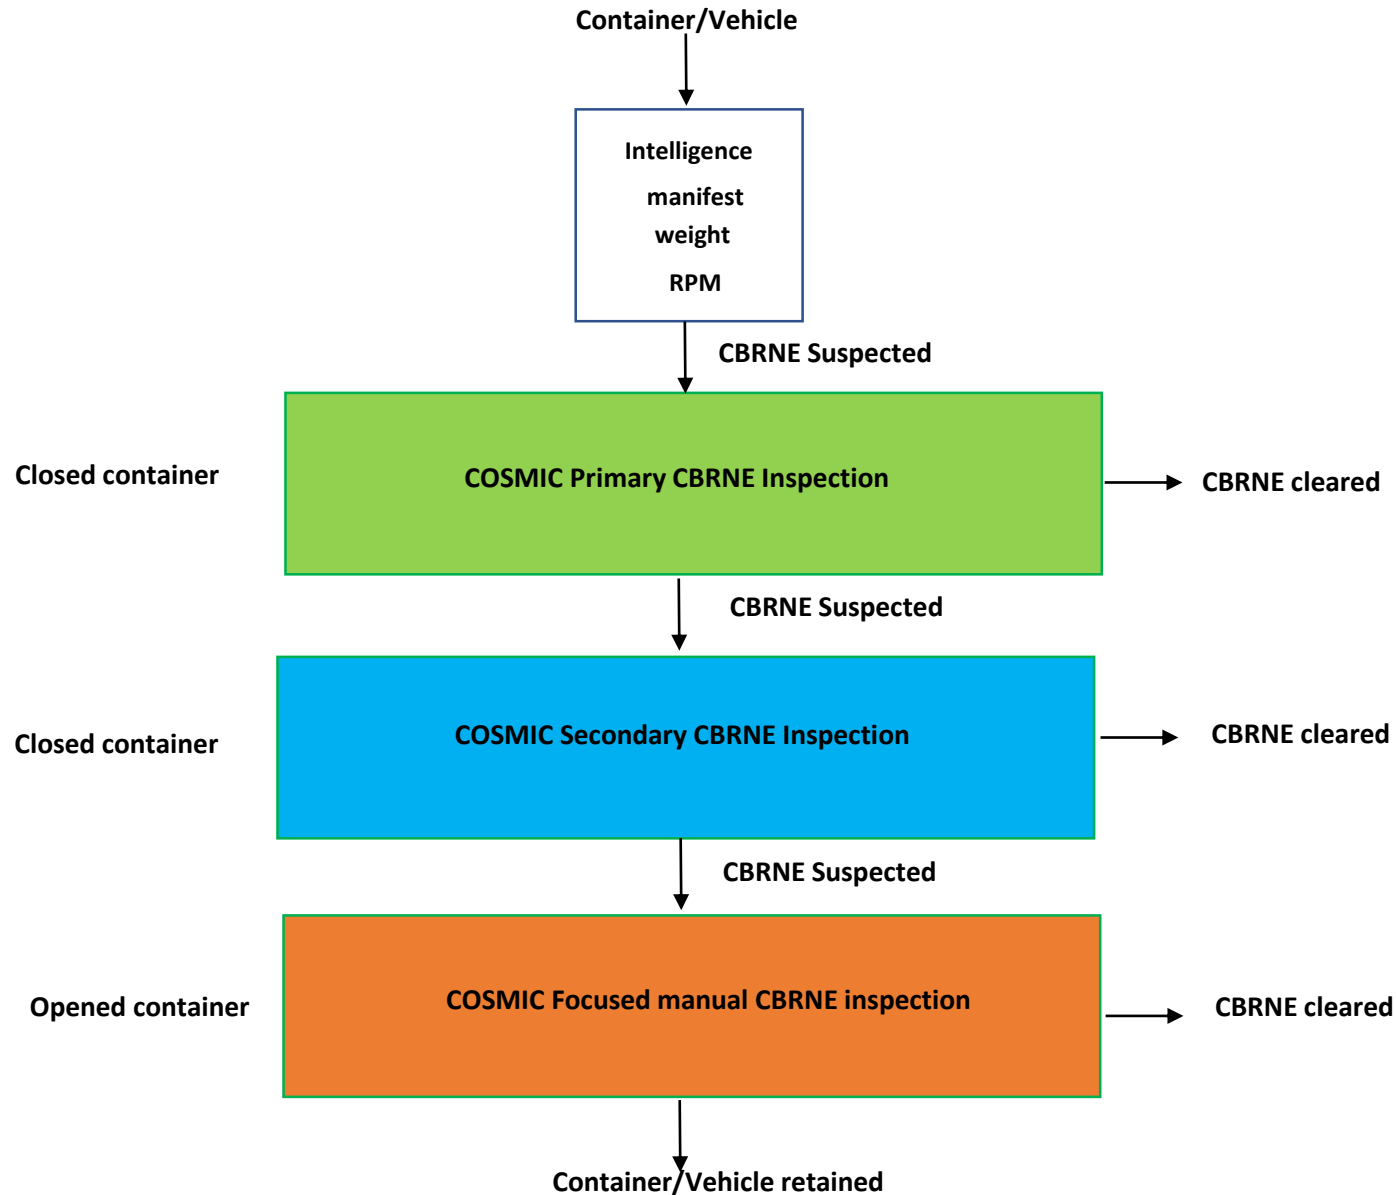 Container/Vehicle
Intelligence
manifest
weight
RPM
CBRNE Suspected
Closed container
COSMIC Primary CBRNE Inspection
CBRNE cleared
CBRNE Suspected
Closed container
COSMIC Secondary CBRNE Inspection
CBRNE cleared
CBRNE Suspected
Opened container
COSMIC Focused manual CBRNE inspection
CBRNE cleared
Container/Vehicle retained